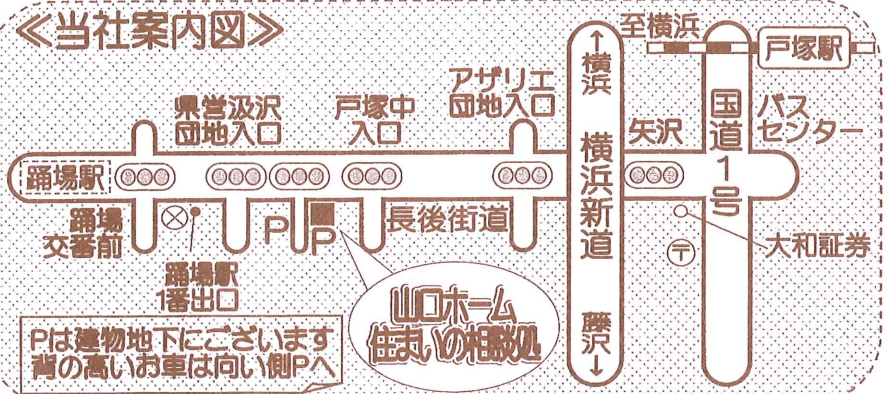 ≪当社案内図≫
県営汲沢
団地入口
戸塚中
入口
アザリエ
団地入口
↑横浜
横浜新道
藤沢↓
至横浜
戸塚駅
国道1号
バス
センター
矢沢
踊場駅
踊場
交番前
踊場駅
1番出口
P
P
長後街道
〒
大和証券
山口ホーム
住まいの相談処
Pは建物地下にございます
背の高いお車は向い側Pへ